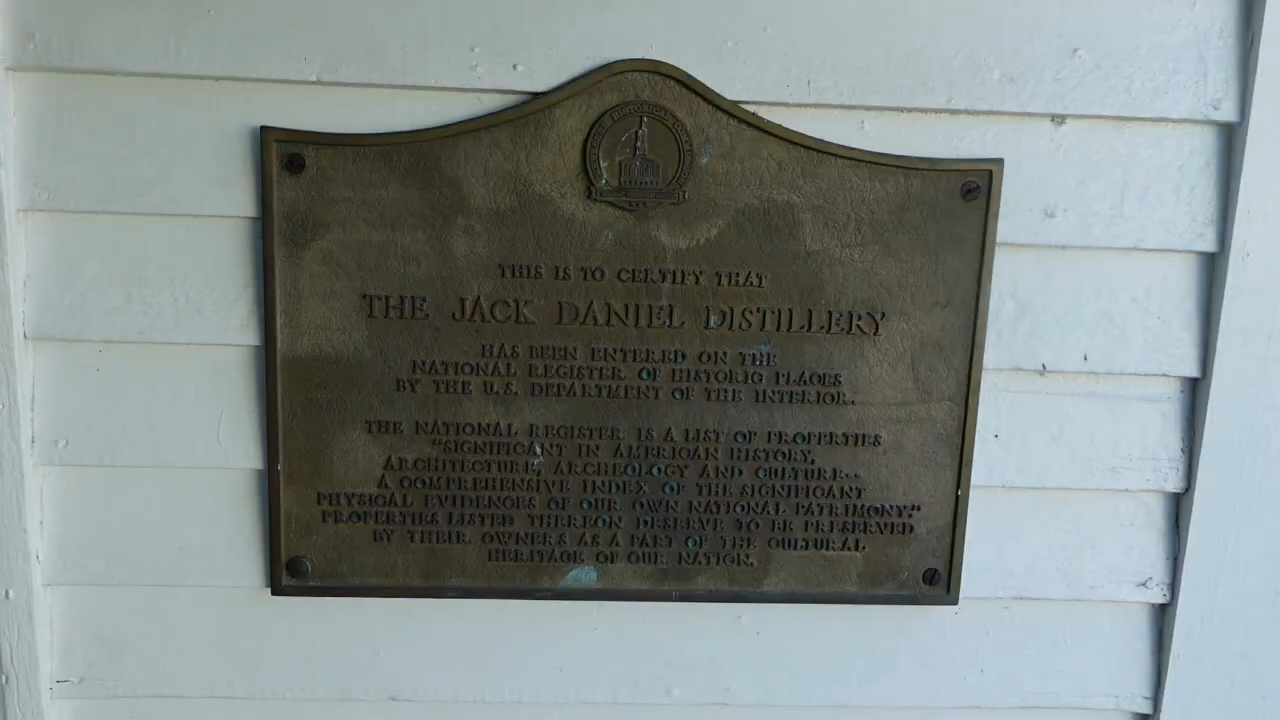 HISTORICAL
THIS IS TO CERTIFY THAT
THE JACK DANIEL DISTILLERY
HAS BEEN ENTERED ON THE
NATIONAL REGISTER OF HISTORIC PLACES
BY THE U.S. DEPARTMENT OF THE INTERIOR.
THE NATIONAL REGISTER IS A LIST OF PROPERTIES
"SIGNIFICANT IN AMERICAN HISTORY,
ARCHITECTURE, ARCHEOLOGY AND CULTURE--
A COMPREHENSIVE INDEX OF THE SIGNIFICANT
PHYSICAL EVIDENCES OF OUR OWN NATIONAL PATRIMONY."
PROPERTIES LISTED THEREON DESERVE TO BE PRESERVED
BY THEIR OWNERS AS A PART OF THE CULTURAL
HERITAGE OF OUR NATION.